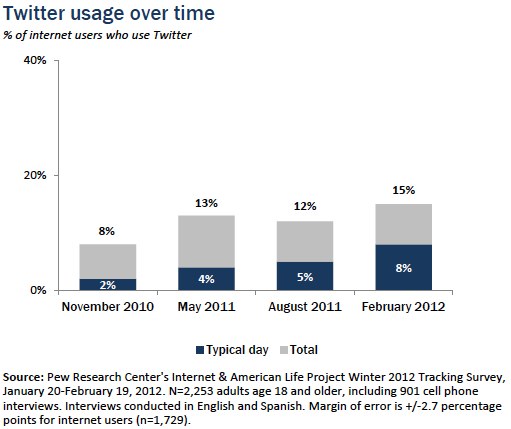 Twitter usage over time
% of internet users who use Twitter
40%
20%
0%
8%
13%
12%
15%
2%
4%
5%
8%
November 2010 May 2011 August 2011 February 2012
Typical day Total
Source: Pew Research Center's Internet & American Life Project Winter 2012 Tracking Survey,
January 20-February 19, 2012. N=2,253 adults age 18 and older, including 901 cell phone
interviews. Interviews conducted in English and Spanish. Margin of error is +/-2.7 percentage
points for internet users (n=1,729).